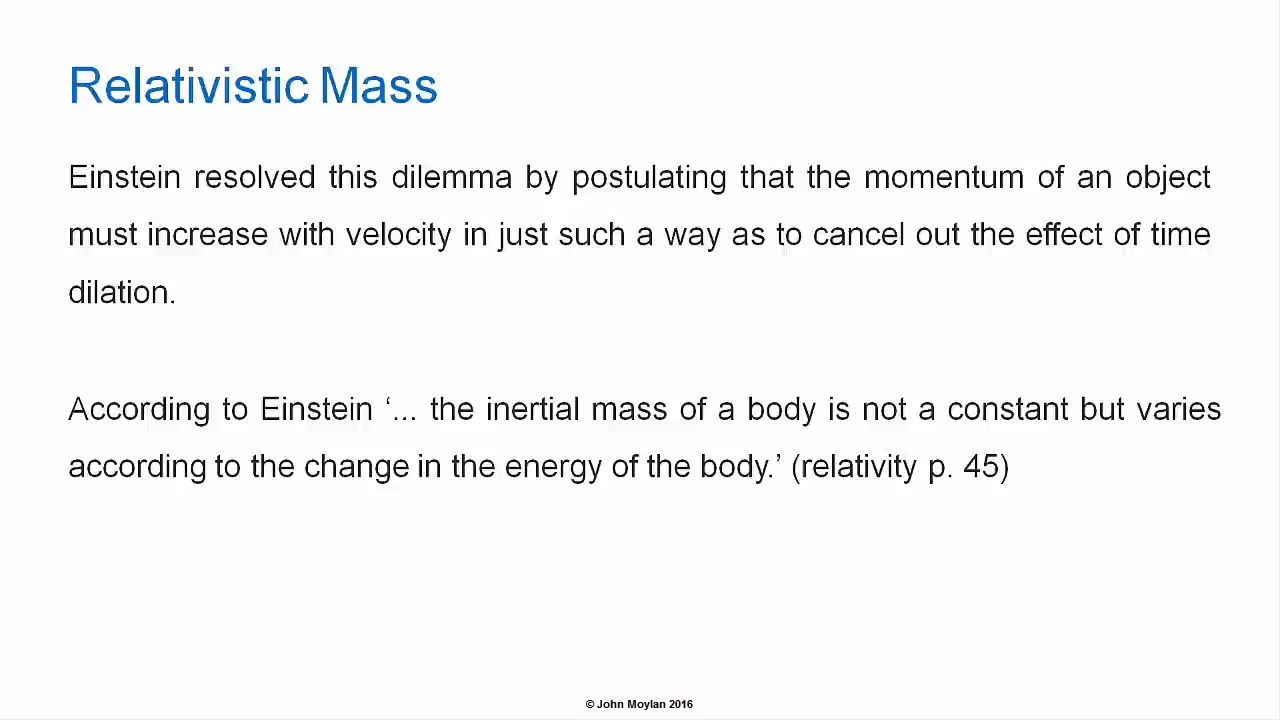 Relativistic Mass
Einstein resolved this dilemma by postulating that the momentum of an object
must increase with velocity in just such a way as to cancel out the effect of time
dilation.
According to Einstein ‘... the inertial mass of a body is not a constant but varies
according to the change in the energy of the body.’ (relativity p. 45)
© John Moylan 2016